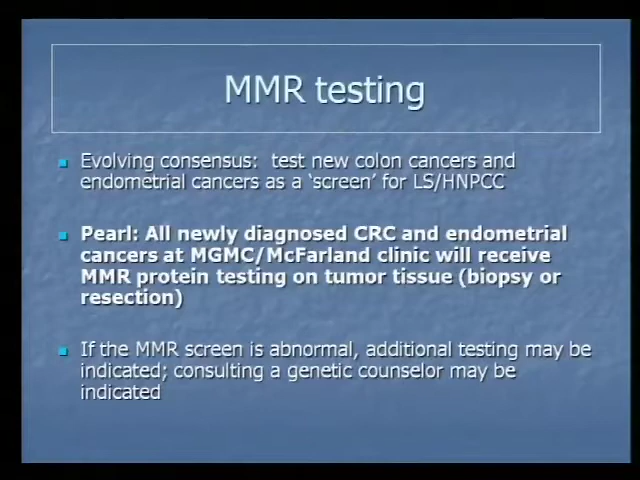 MMR testing
Evolving consensus:  test new colon cancers and
endometrial cancers as a ‘screen’ for LS/HNPCC
Pearl: All newly diagnosed CRC and endometrial
cancers at MGMC/McFarland clinic will receive
MMR protein testing on tumor tissue (biopsy or
resection)
If the MMR screen is abnormal, additional testing may be
indicated; consulting a genetic counselor may be
indicated